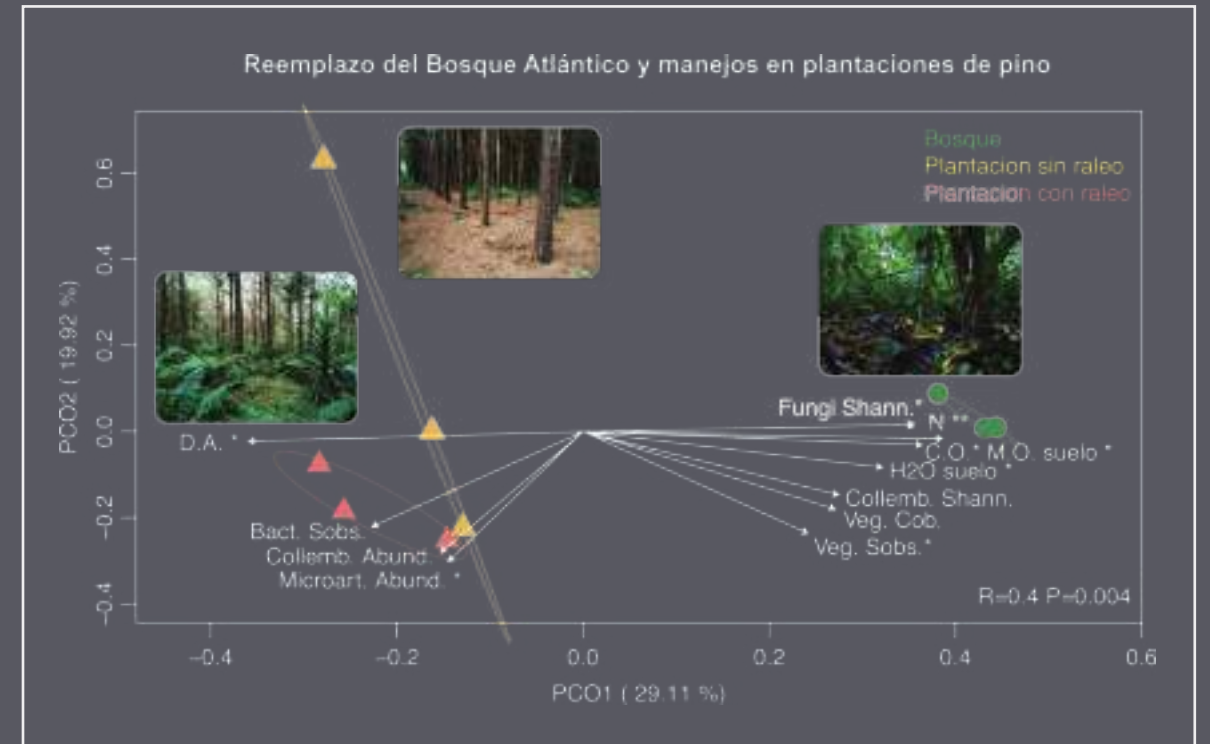 Reemplazo del Bosque Atlántico y manejos en plantaciones de pino
Bosque
Plantacion sin raleo
Plantacion con raleo
PCO2 ( 19.92 %)
0.6
0.4
0.2
0.0
−0.2
−0.4
Fungi Shann.*
N **
D.A. *
C.O.* M.O. suelo *
H2O suelo *
Collemb. Shann.
Veg. Cob.
Veg. Sobs.*
Bact. Sobs.
Collemb. Abund.*
Microart. Abund. *
R=0.4 P=0.004
−0.4
−0.2
0.0
0.2
0.4
0.6
PCO1 ( 29.11 %)